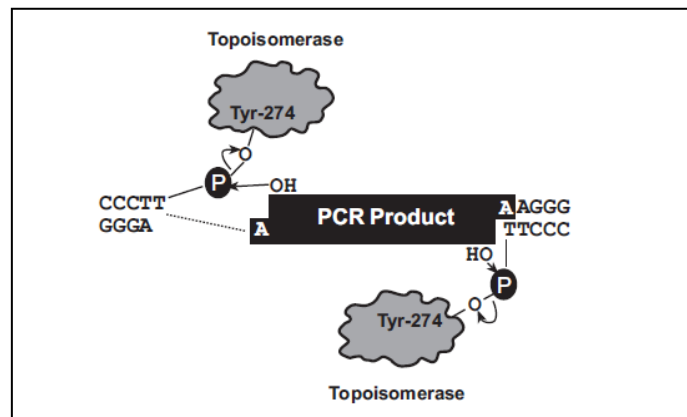 Topoisomerase
Tyr-274
O
P
OH
CCCTT
GGGA
A
PCR Product
A AGGG
TTCCC
HO
P
O
Tyr-274
Topoisomerase